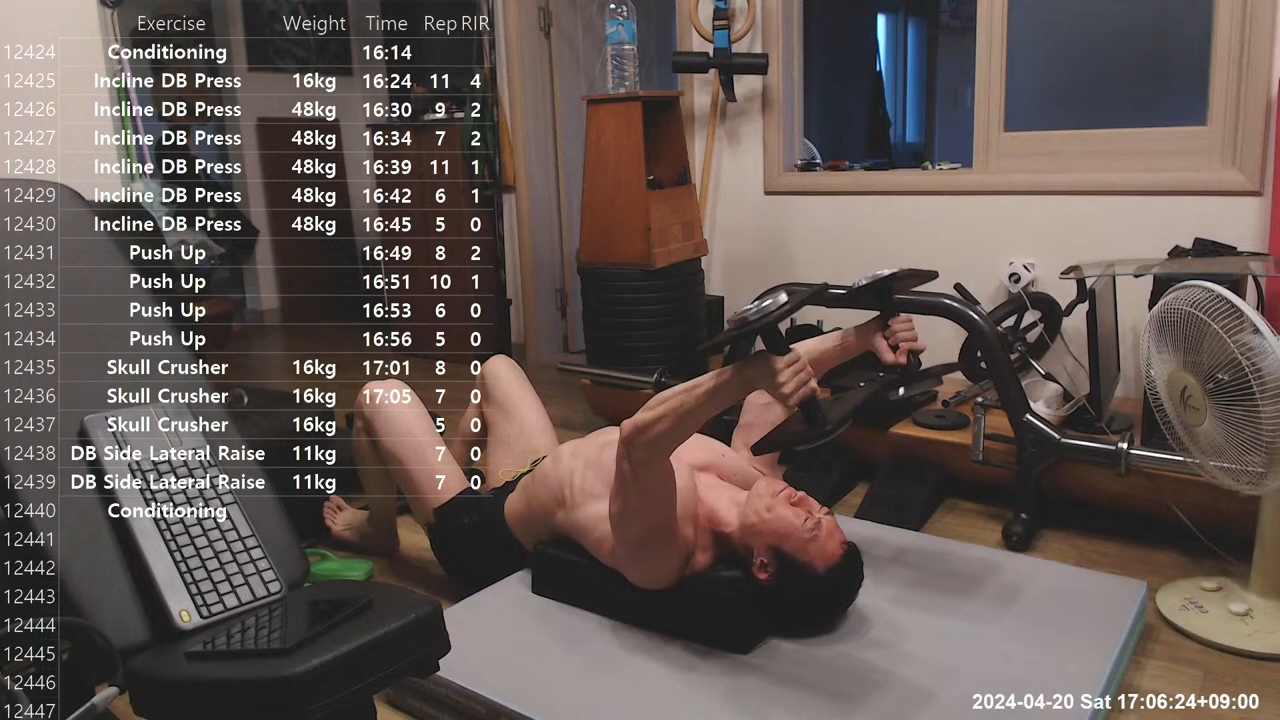 Exercise Weight Time Rep RIR
12424 Conditioning 16:14
12425 Incline DB Press 16kg 16:24 11 4
12426 Incline DB Press 48kg 16:30 9 2
12427 Incline DB Press 48kg 16:34 7 2
12428 Incline DB Press 48kg 16:39 11 1
12429 Incline DB Press 48kg 16:42 6 1
12430 Incline DB Press 48kg 16:45 5 0
12431 Push Up 16:49 8 2
12432 Push Up 16:51 10 1
12433 Push Up 16:53 6 0
12434 Push Up 16:56 5 0
12435 Skull Crusher 16kg 17:01 8 0
12436 Skull Crusher 16kg 17:05 7 0
12437 Skull Crusher 16kg 5 0
12438 DB Side Lateral Raise 11kg 7 0
12439 DB Side Lateral Raise 11kg 7 0
12440 Conditioning
12441
12442
12443
12444
12445
12446
12447
2024-04-20 Sat 17:06:24+09:00